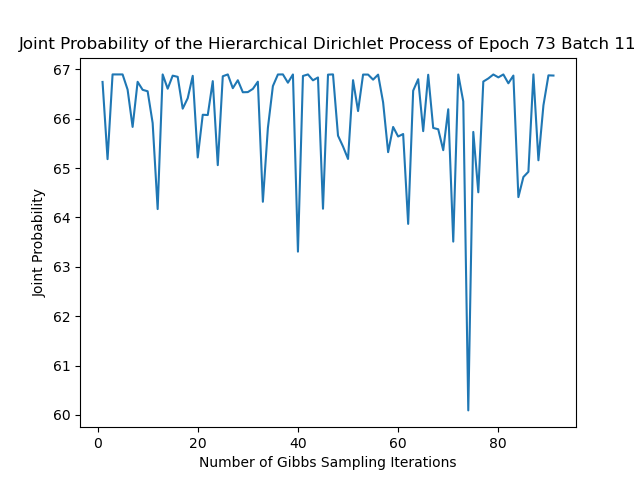 Joint Probability of the Hierarchical Dirichlet Process of Epoch 73 Batch 11
67
66
65
64
63
62
61
60
Joint Probability
0 20 40 60 80
Number of Gibbs Sampling Iterations